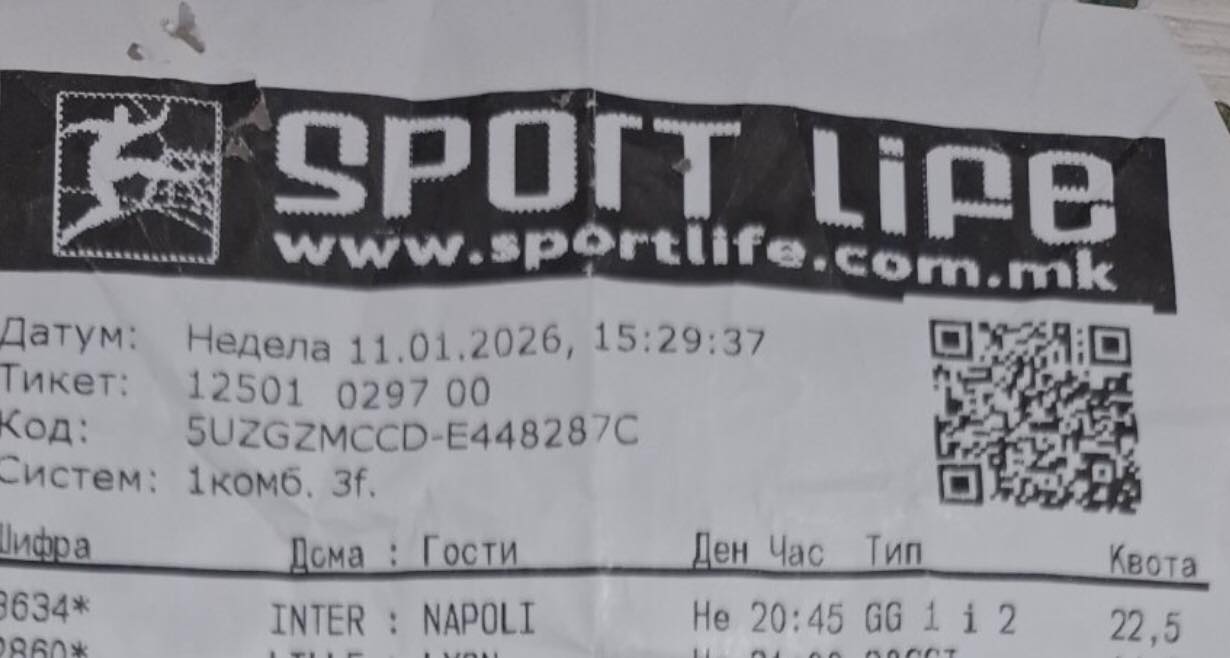 SPORT Life
www.sportlife.com.mk
Датум: Недела 11.01.2026, 15:29:37
Тикет: 12501 0297 00
Код: 5UZGZMCCD-E448287C
Систем: 1комб. 3f.
Шифра Дома : Гости Ден Час Тип Квота
3634* INTER : NAPOLI Не 20:45 GG 1 i 2 22,5